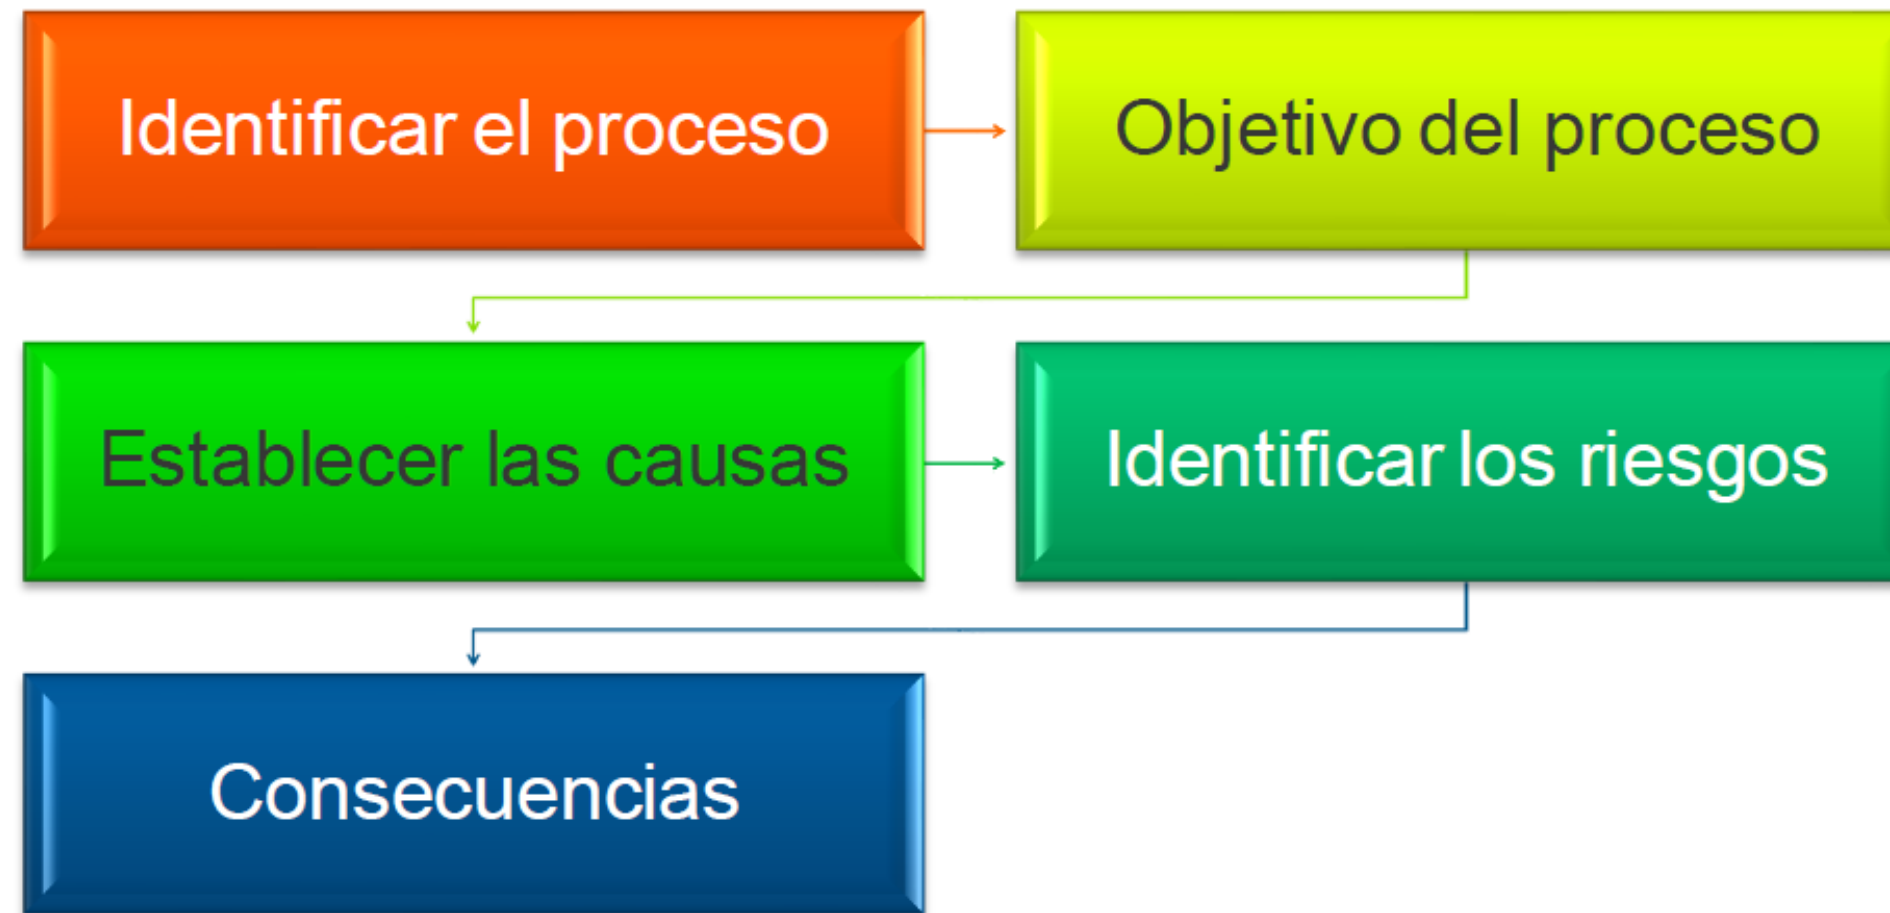 Identificar el proceso
Objetivo del proceso
Establecer las causas
Identificar los riesgos
Consecuencias